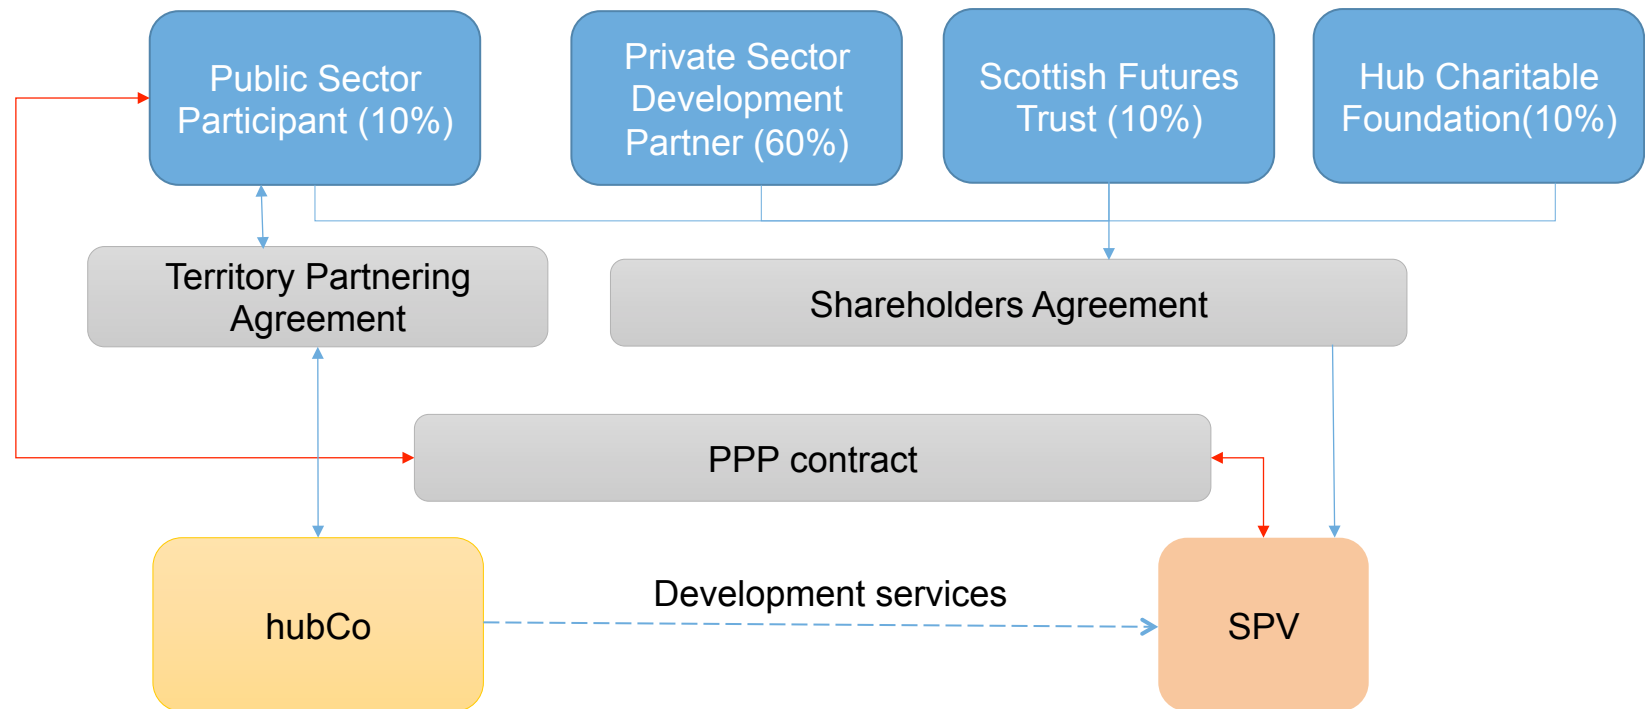 Public Sector
Participant (10%)
Private Sector
Development
Partner (60%)
Scottish Futures
Trust (10%)
Hub Charitable
Foundation(10%)
Territory Partnering
Agreement
Shareholders Agreement
PPP contract
hubCo
Development services
SPV